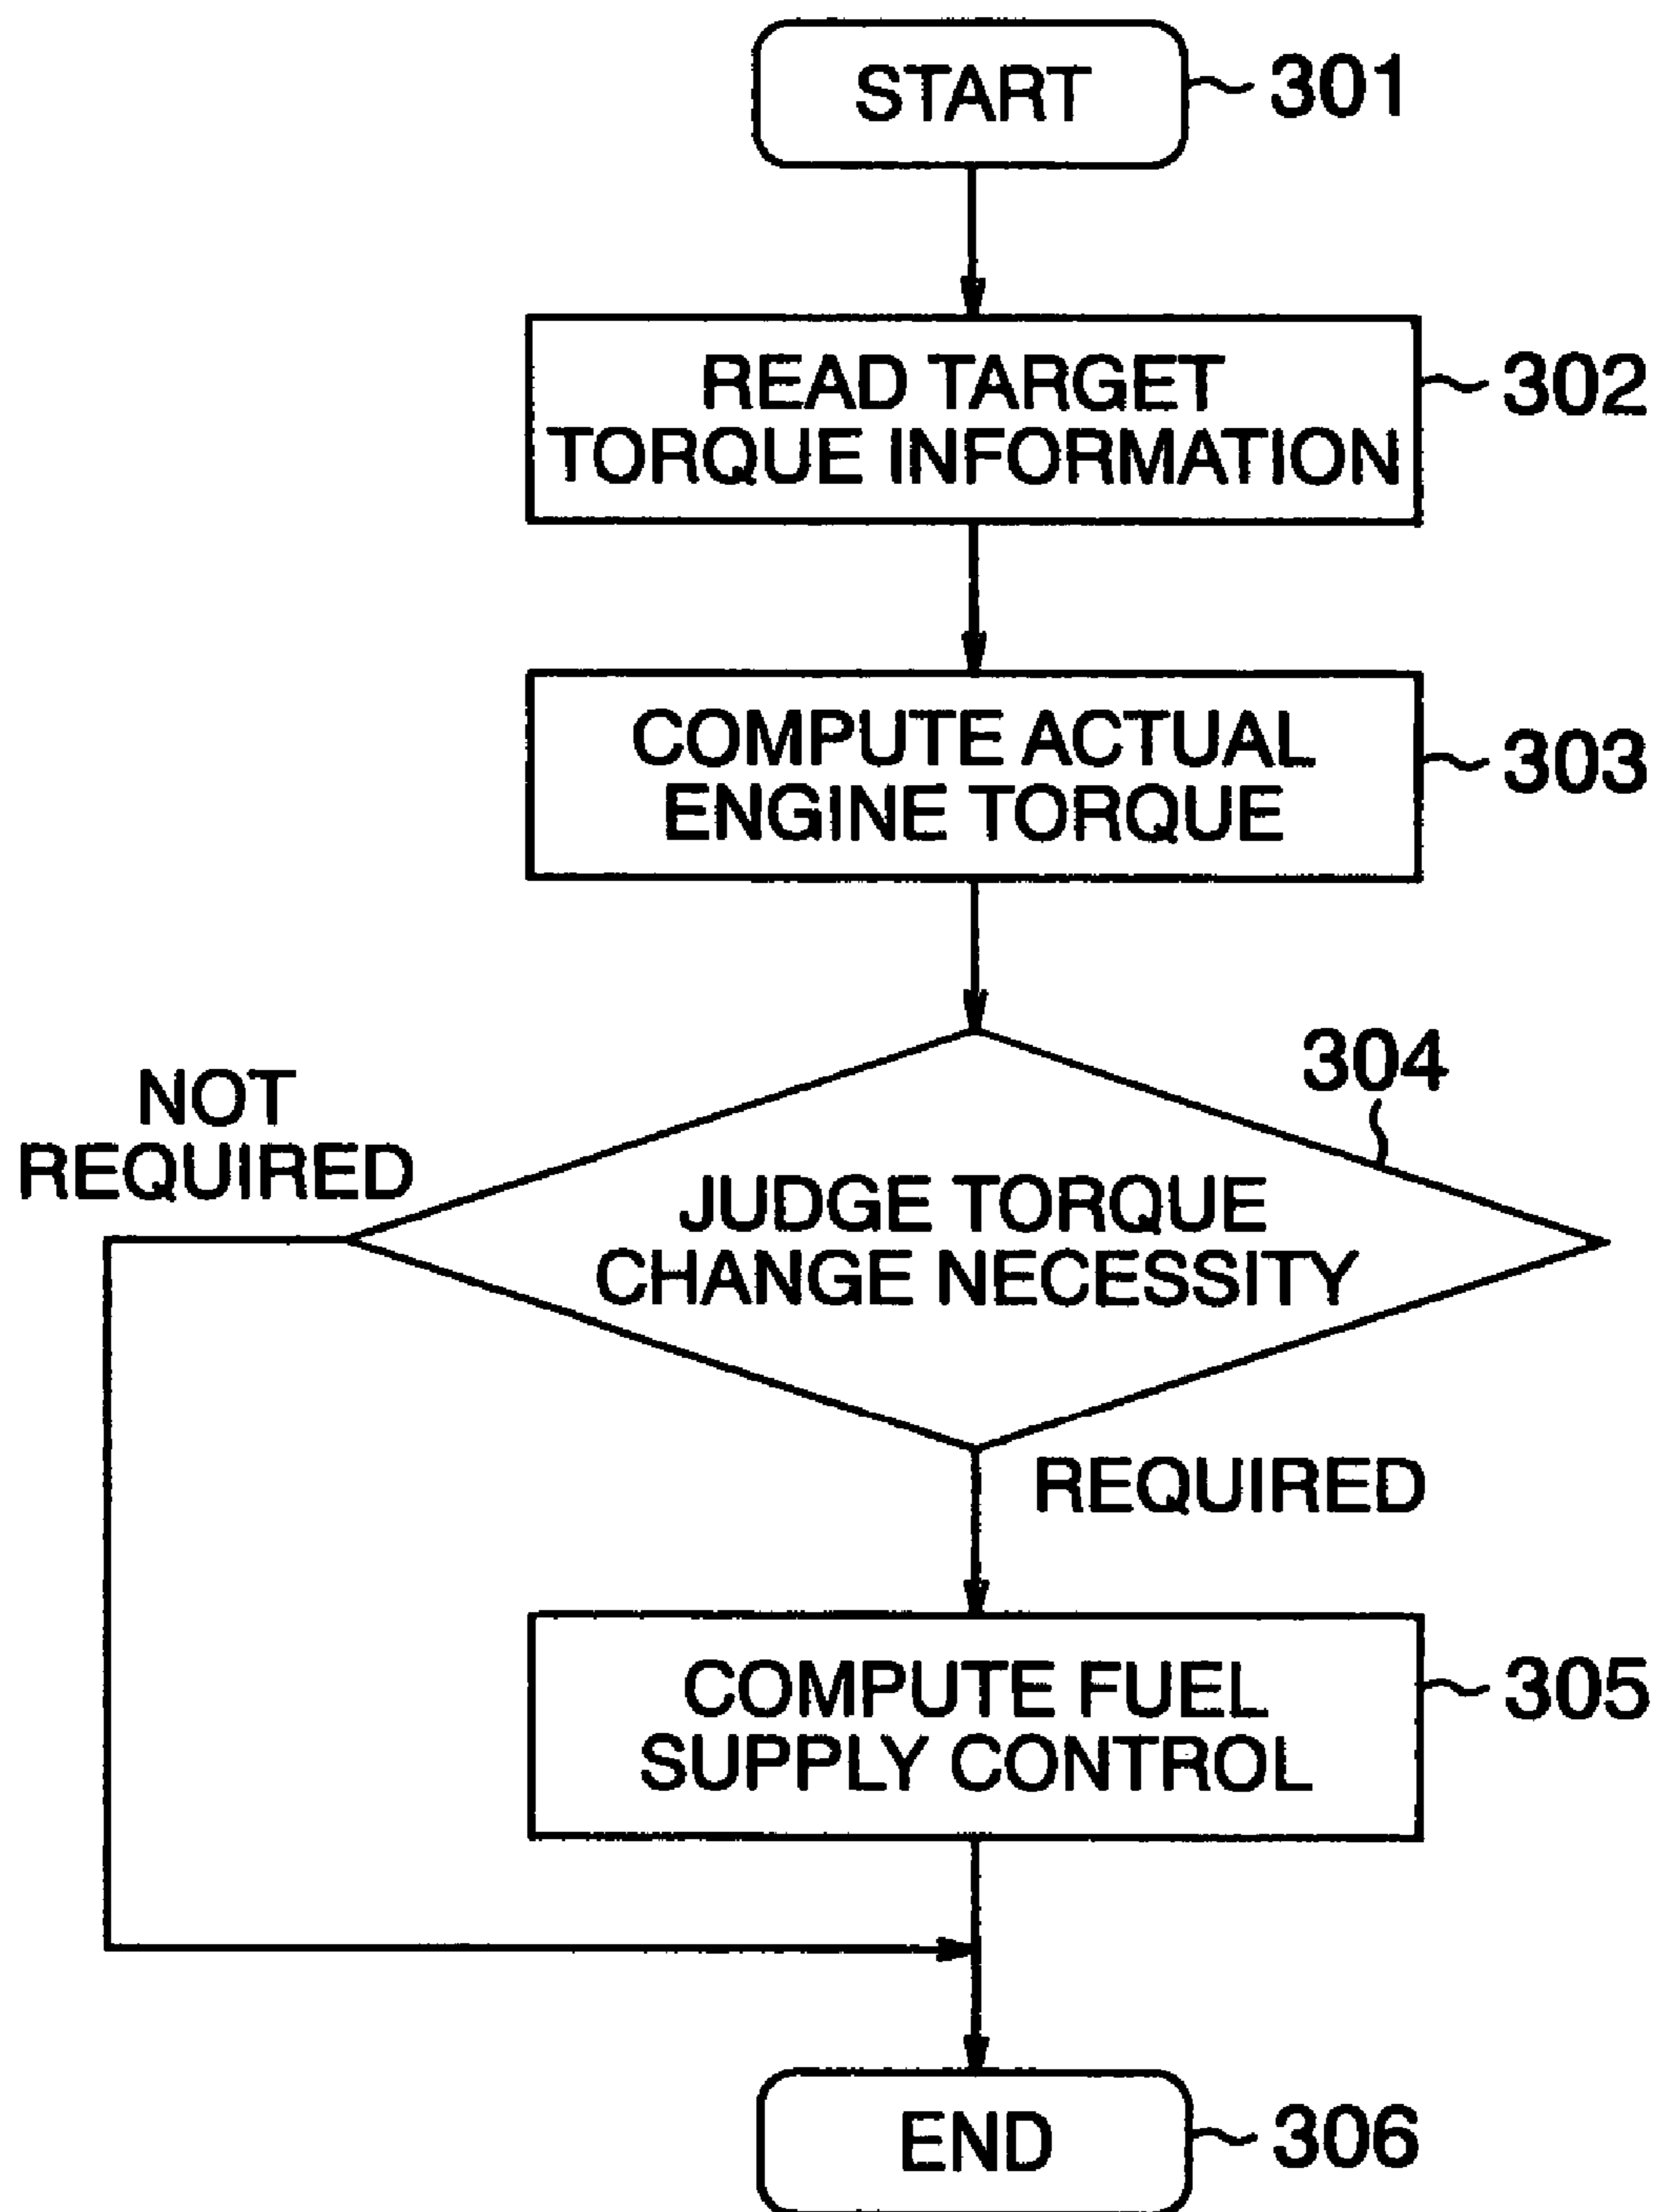 START
301
READ TARGET
TORQUE INFORMATION
302
COMPUTE ACTUAL
ENGINE TORQUE
303
304
NOT
REQUIRED
JUDGE TORQUE
CHANGE NECESSITY
REQUIRED
COMPUTE FUEL
SUPPLY CONTROL
305
END
306